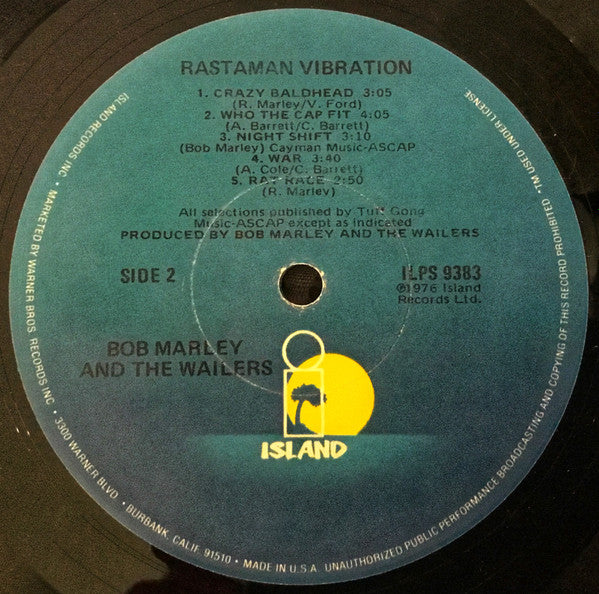 RASTAMAN VIBRATION
1. CRAZY BALDHEAD 3:05
(R. Marley/V. Ford)
2. WHO THE CAP FIT 4:05
(A. Barrett/C. Barrett)
3. NIGHT SHIFT 3:10
(Bob Marley) Cayman Music-ASCAP
4. WAR 3:40
(A. Cole/C. Barrett)
5. RAT RACE 2:50
(R. Marley)
All selections published by Tuff Gong
Music-ASCAP except as indicated
PRODUCED BY BOB MARLEY AND THE WAILERS
SIDE 2
ILPS 9383
℗1976 Island
Records Ltd.
BOB MARLEY
AND THE WAILERS
ISLAND
ISLAND RECORDS INC. • MARKETED BY WARNER BROS. RECORDS INC. • 3300 WARNER BLVD. • BURBANK, CALIF. 91510 • MADE IN U.S.A. UNAUTHORIZED PUBLIC PERFORMANCE BROADCASTING AND COPYING OF THIS RECORD PROHIBITED • TM USED UNDER LICENSE